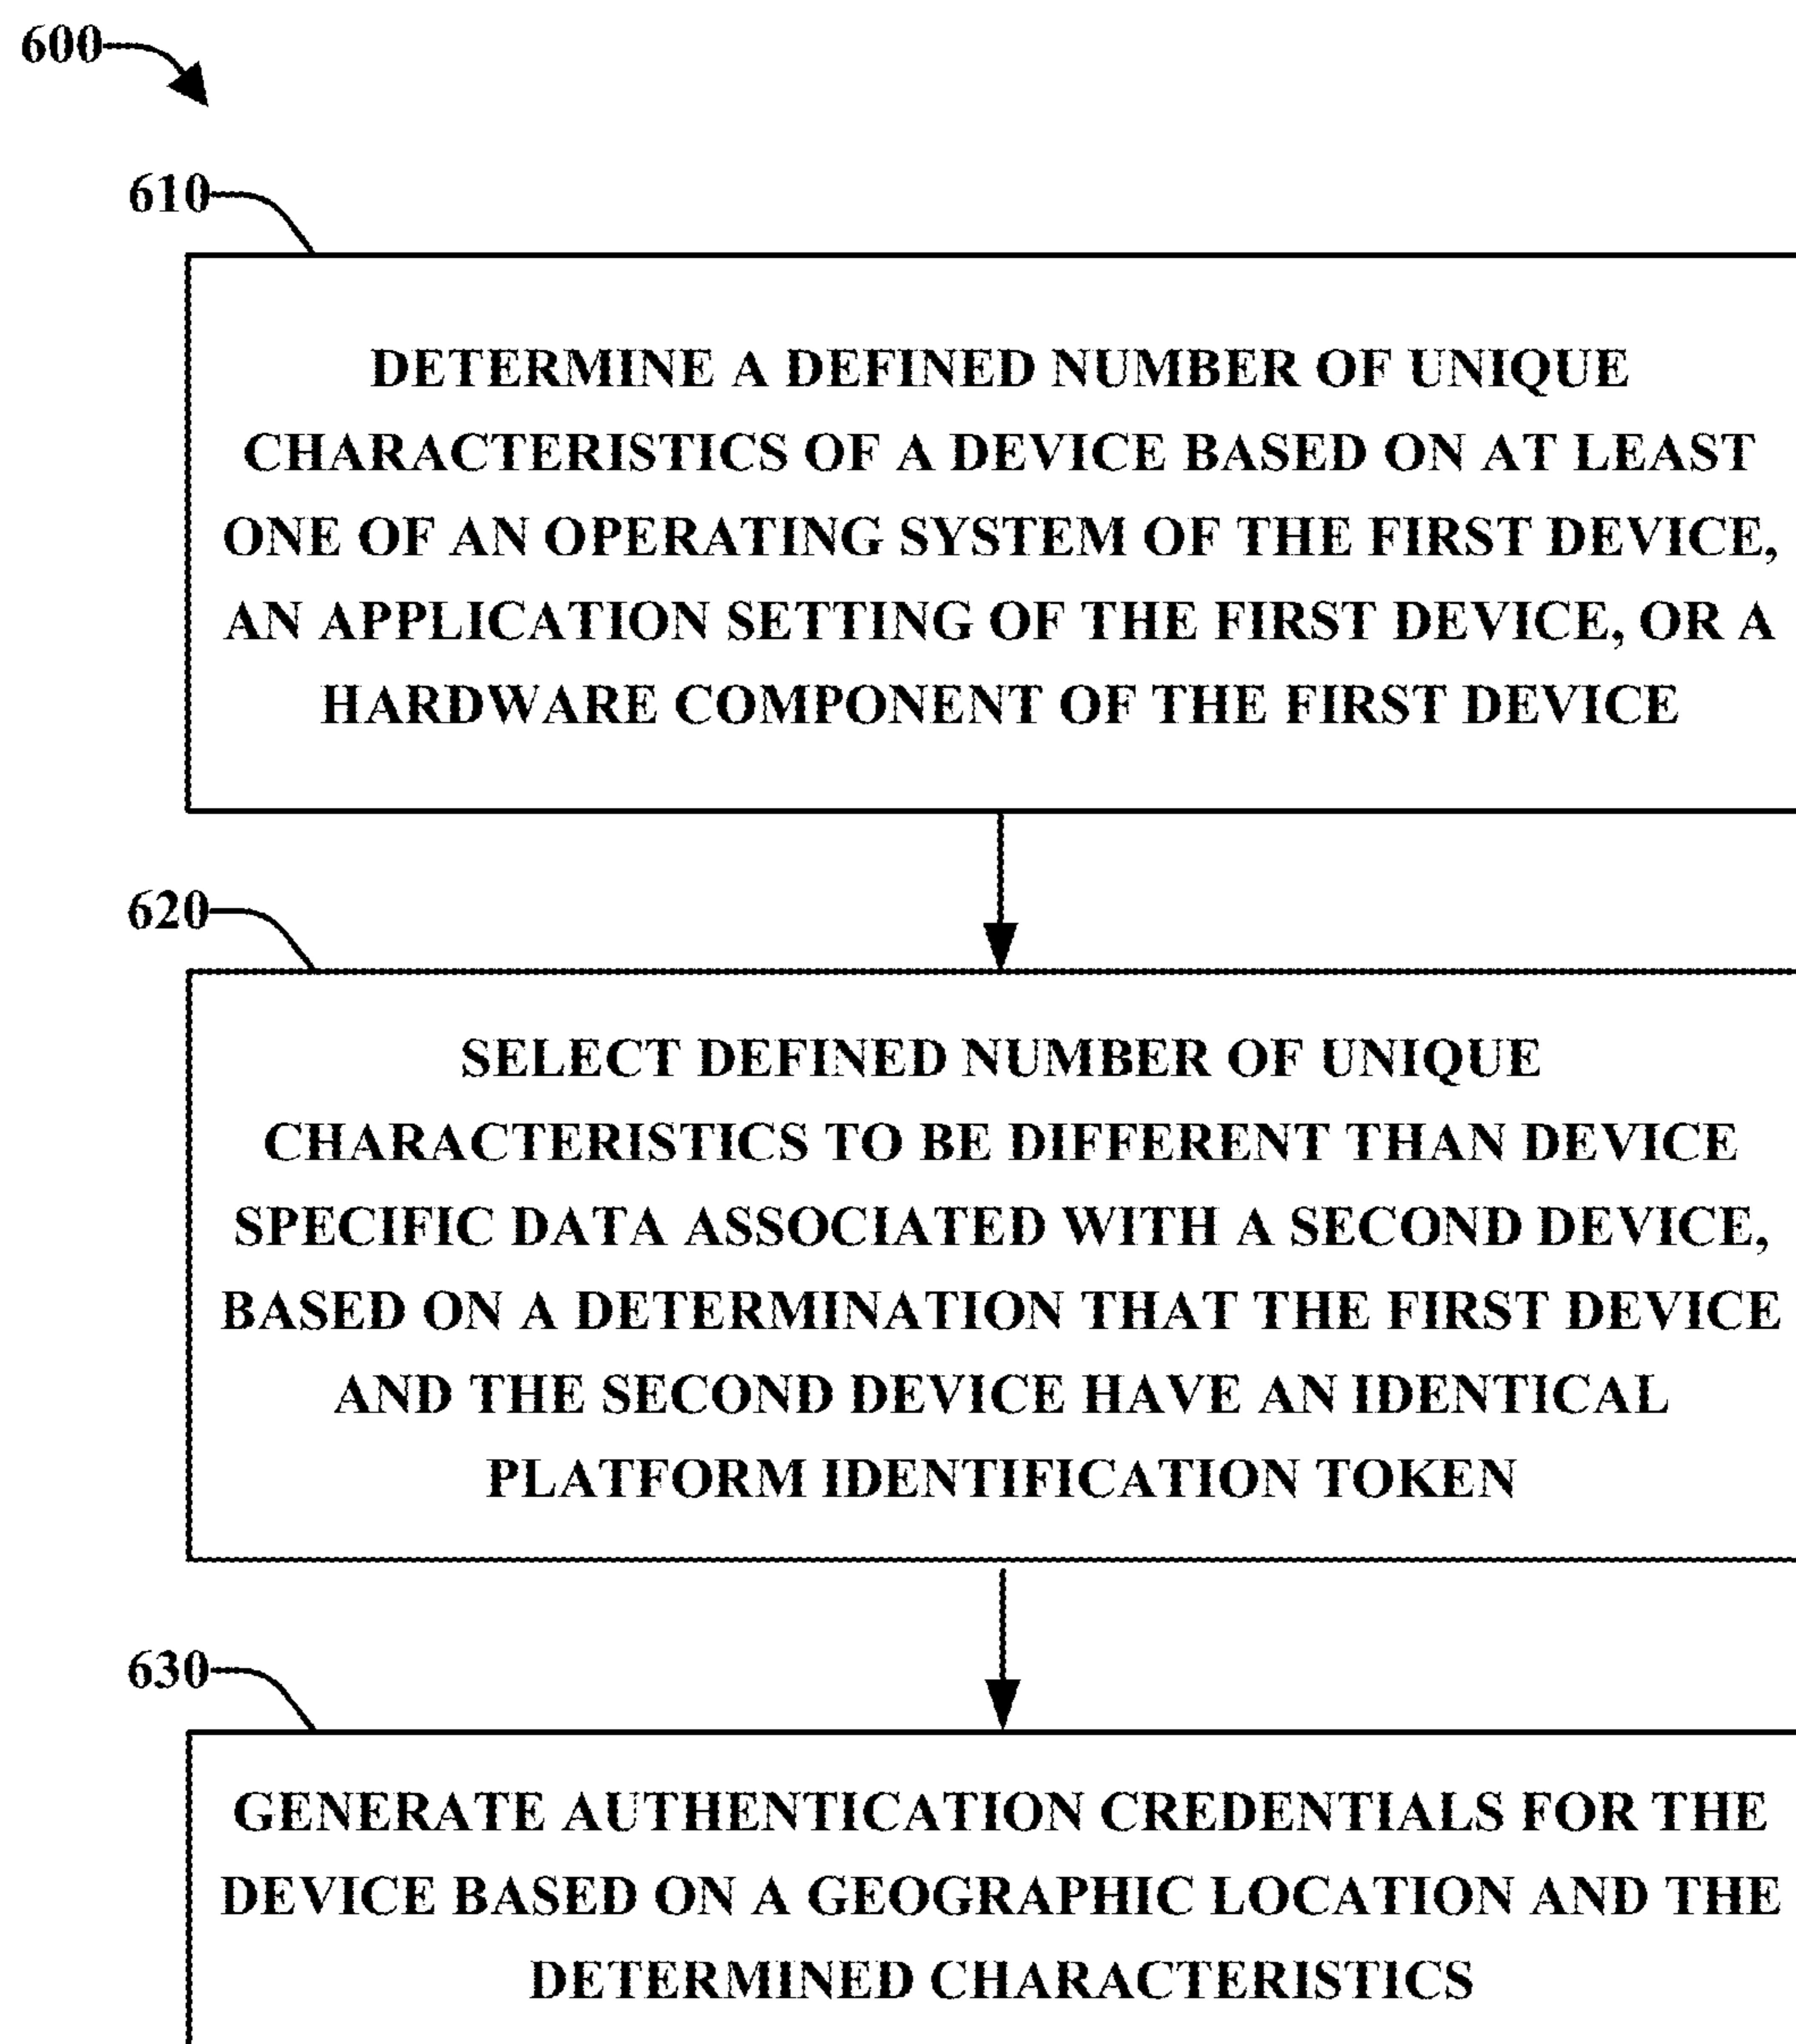 600
610
DETERMINE A DEFINED NUMBER OF UNIQUE
CHARACTERISTICS OF A DEVICE BASED ON AT LEAST
ONE OF AN OPERATING SYSTEM OF THE FIRST DEVICE,
AN APPLICATION SETTING OF THE FIRST DEVICE, OR A
HARDWARE COMPONENT OF THE FIRST DEVICE
620
SELECT DEFINED NUMBER OF UNIQUE
CHARACTERISTICS TO BE DIFFERENT THAN DEVICE
SPECIFIC DATA ASSOCIATED WITH A SECOND DEVICE,
BASED ON A DETERMINATION THAT THE FIRST DEVICE
AND THE SECOND DEVICE HAVE AN IDENTICAL
PLATFORM IDENTIFICATION TOKEN
630
GENERATE AUTHENTICATION CREDENTIALS FOR THE
DEVICE BASED ON A GEOGRAPHIC LOCATION AND THE
DETERMINED CHARACTERISTICS